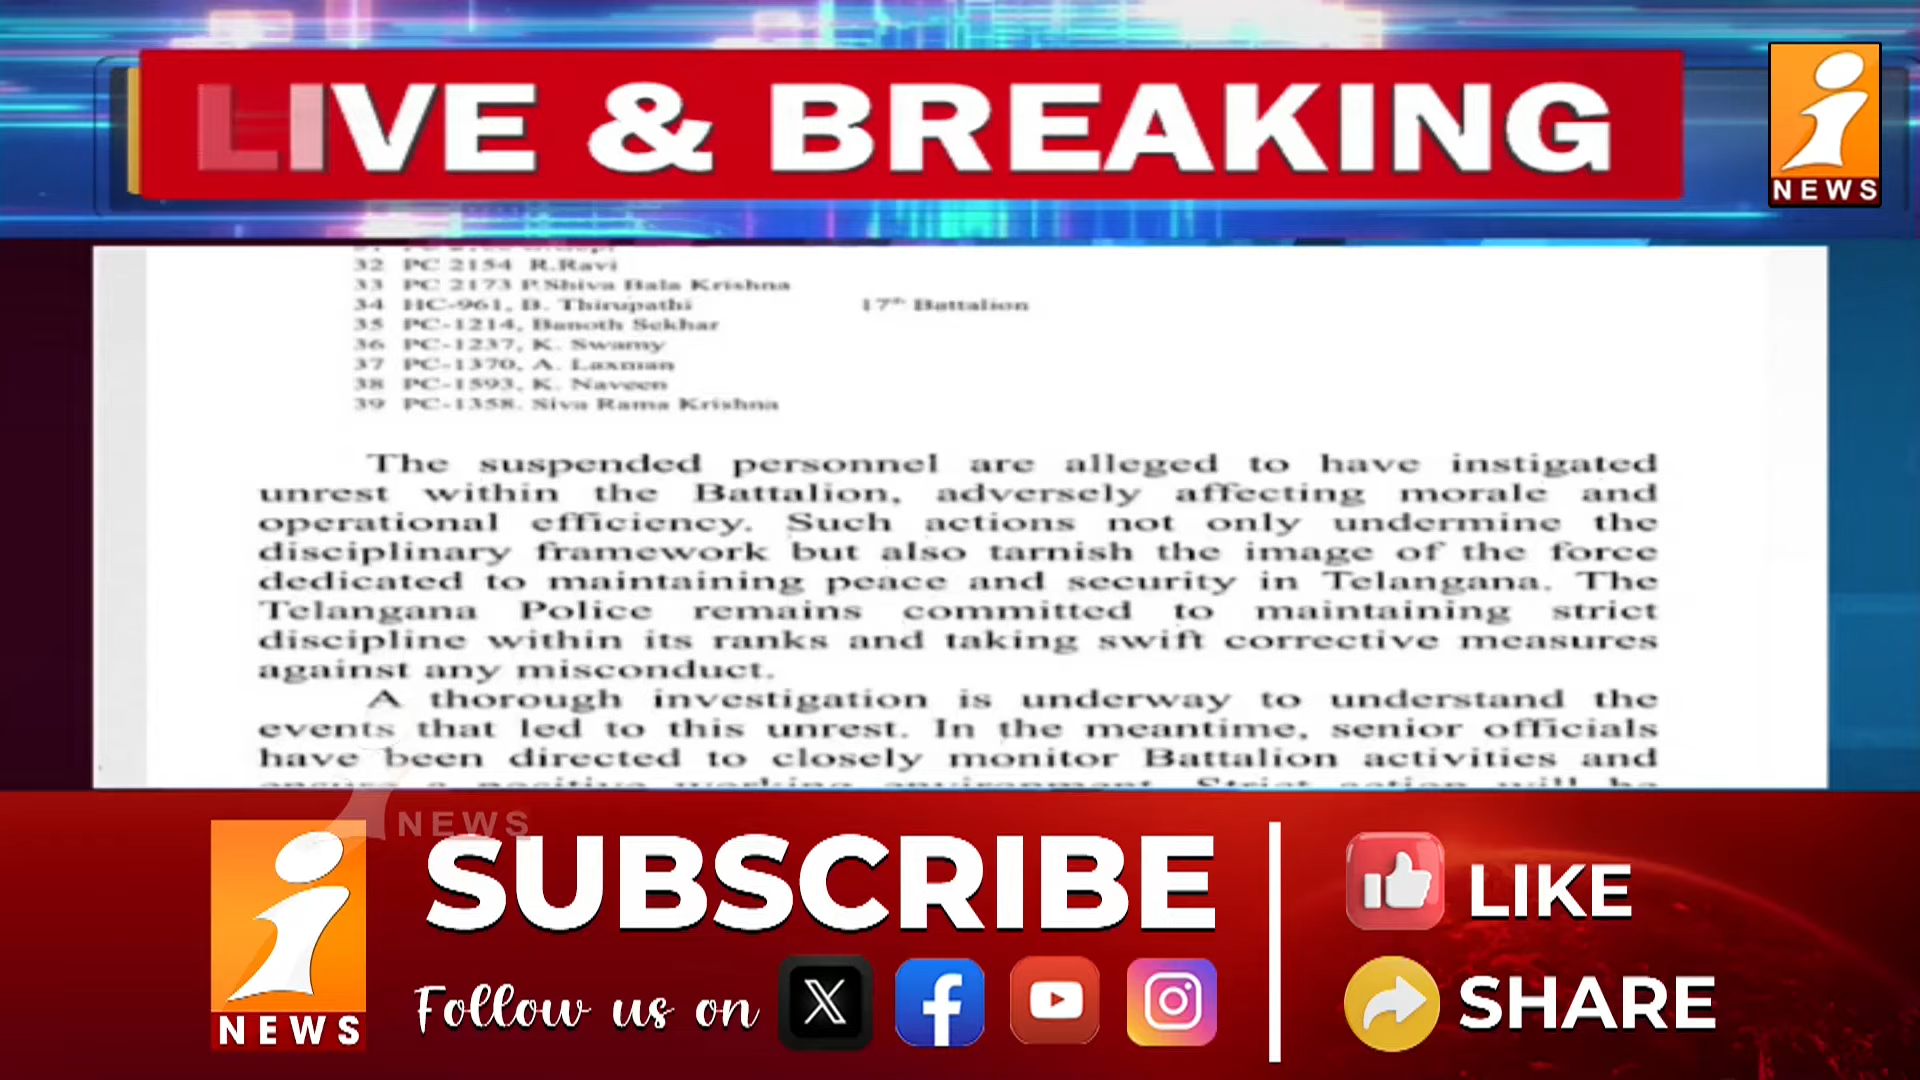 LIVE & BREAKING
NEWS
32 PC 2154 R.Ravi
33 PC 2173 P.Shiva Bala Krishna
34 HC-961, B. Thirupathi 17th Battalion
35 PC-1214, Banoth Sekhar
36 PC-1237, K. Swamy
37 PC-1370, A. Laxman
38 PC-1593, K. Naveen
39 PC-1358. Siva Rama Krishna
The suspended personnel are alleged to have instigated
unrest within the Battalion, adversely affecting morale and
operational efficiency. Such actions not only undermine the
disciplinary framework but also tarnish the image of the force
dedicated to maintaining peace and security in Telangana. The
Telangana Police remains committed to maintaining strict
discipline within its ranks and taking swift corrective measures
against any misconduct.
A thorough investigation is underway to understand the
events that led to this unrest. In the meantime, senior officials
have been directed to closely monitor Battalion activities and
NEWS
SUBSCRIBE
Follow us on
NEWS
LIKE
SHARE